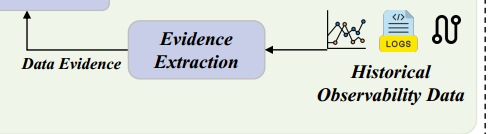 Evidence
Extraction
Data Evidence
</>
LOGS
Historical
Observability Data